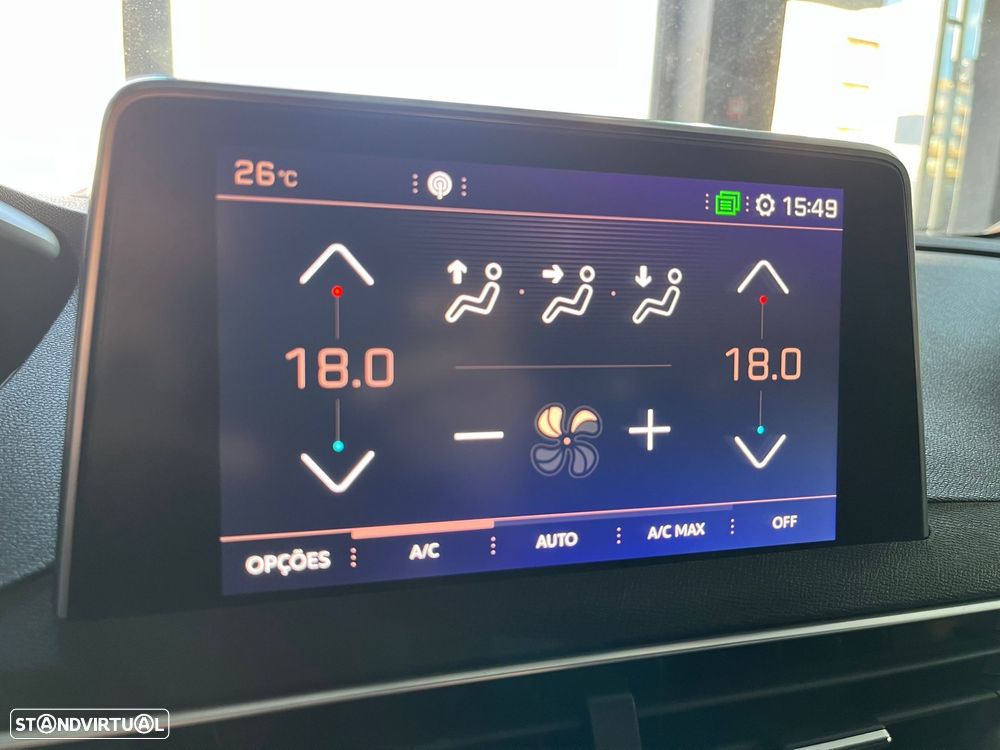 26°C
15:49
18.0 18.0
OPÇÕES A/C AUTO A/C MAX OFF
STANDVIRTUAL